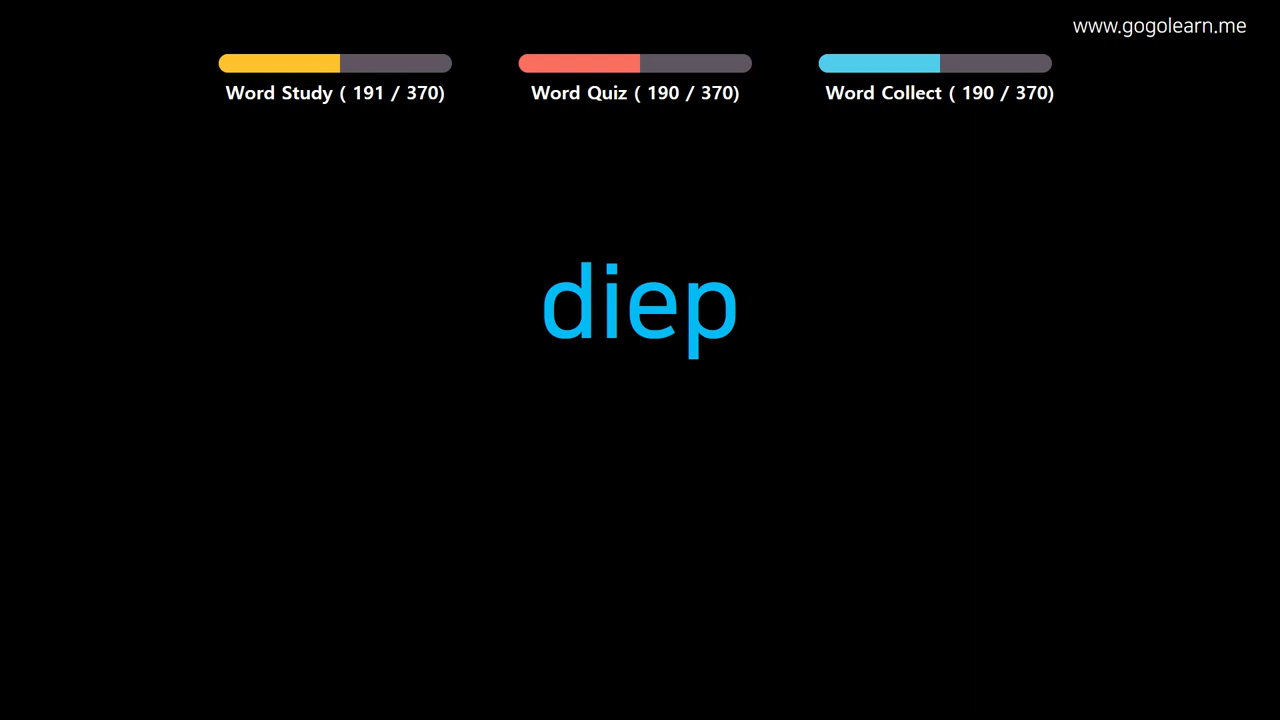 www.gogolearn.me
Word Study ( 191 / 370)
Word Quiz ( 190 / 370)
Word Collect ( 190 / 370)
diep